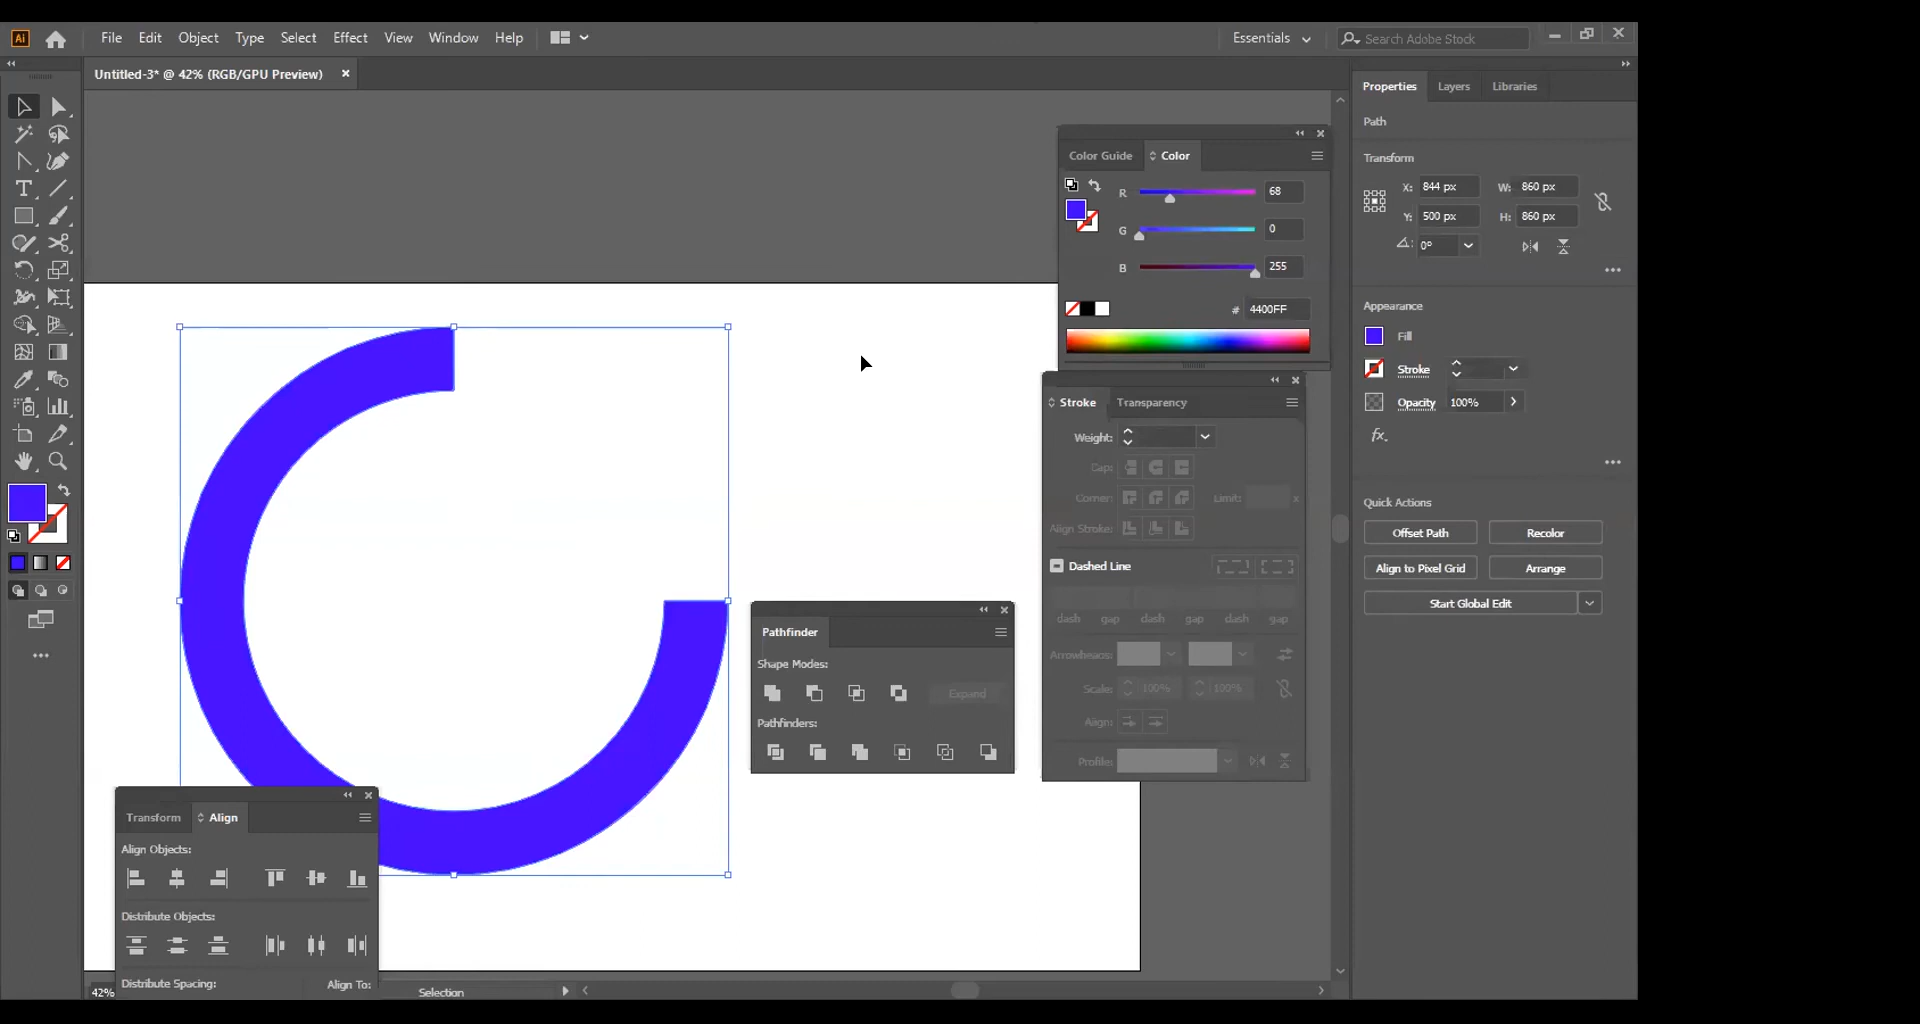 Ai File Edit Object Type Select Effect View Window Help Essentials Search Adobe Stock
Untitled-3* @ 42% (RGB/GPU Preview)
Properties Layers Libraries
Path
Transform
X: 844 px W: 860 px
Y: 500 px H: 860 px
0°
Appearance
Fill
Stroke
Opacity 100%
fx.
Quick Actions
Offset Path Recolor
Align to Pixel Grid Arrange
Start Global Edit
Color Guide Color
R 68
G 0
B 255
# 4400FF
Stroke Transparency
Weight:
Cap:
Corner: Limit: x
Align Stroke:
Dashed Line
dash gap dash gap dash gap
Arrowheads:
Scale: 100% 100%
Align:
Profile:
Pathfinder
Shape Modes:
Expand
Pathfinders:
Transform Align
Align Objects:
Distribute Objects:
Distribute Spacing: Align To:
42% Selection